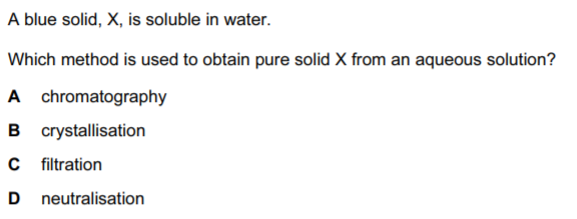 A blue solid, X, is soluble in water.
Which method is used to obtain pure solid X from an aqueous solution?
A chromatography
B crystallisation
C filtration
D neutralisation